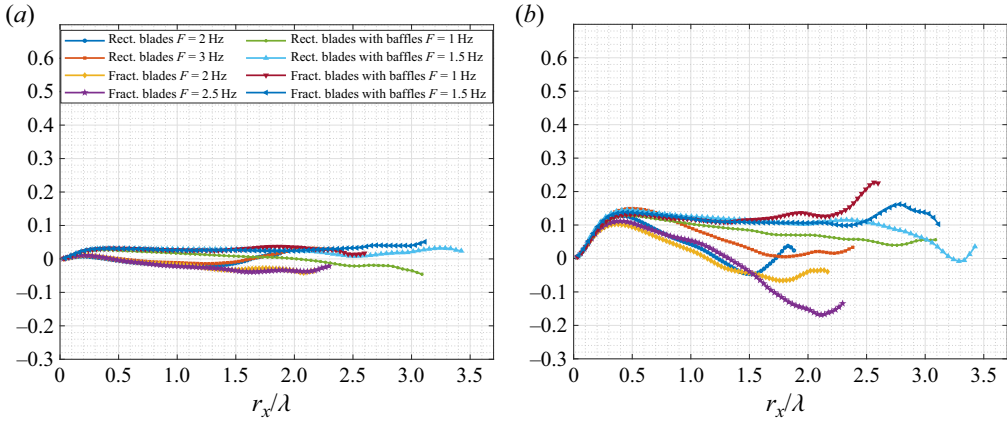 (a)
0.6
0.5
0.4
0.3
0.2
0.1
0
–0.1
–0.2
–0.3
Rect. blades F = 2 Hz
Rect. blades F = 3 Hz
Fract. blades F = 2 Hz
Fract. blades F = 2.5 Hz
Rect. blades with baffles F = 1 Hz
Rect. blades with baffles F = 1.5 Hz
Fract. blades with baffles F = 1 Hz
Fract. blades with baffles F = 1.5 Hz
0 0.5 1.0 1.5 2.0 2.5 3.0 3.5
rx/λ
(b)
0.6
0.5
0.4
0.3
0.2
0.1
0
–0.1
–0.2
–0.3
0 0.5 1.0 1.5 2.0 2.5 3.0 3.5
rx/λ